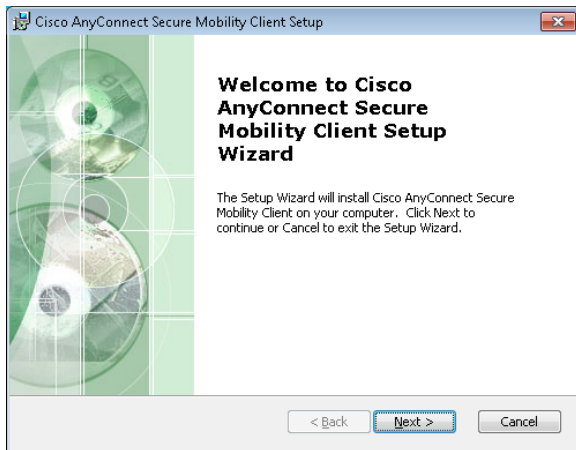 Cisco AnyConnect Secure Mobility Client Setup
Welcome to Cisco
AnyConnect Secure
Mobility Client Setup
Wizard
The Setup Wizard will install Cisco AnyConnect Secure
Mobility Client on your computer. Click Next to
continue or Cancel to exit the Setup Wizard.
< Back
Next >
Cancel